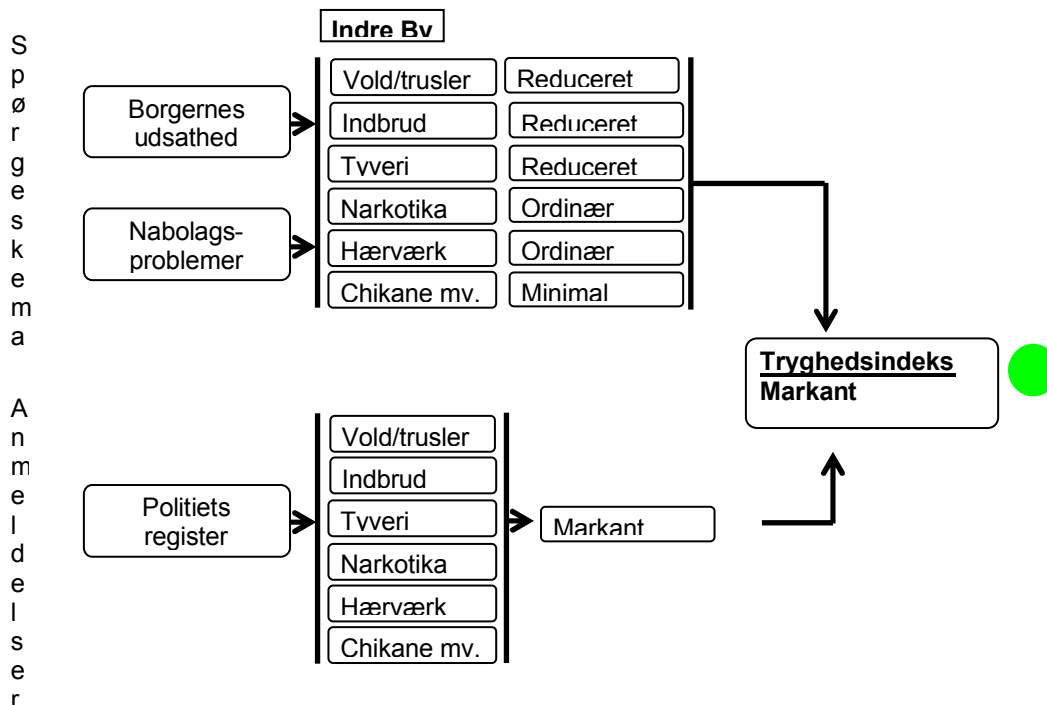 Indre By
Spørgeskema
Borgernes
udsathed
Nabolags-
problemer
Vold/trusler Reduceret
Indbrud Reduceret
Tyveri Reduceret
Narkotika Ordinær
Hærværk Ordinær
Chikane mv. Minimal
Tryghedsindeks
Markant
Anmeldelser
Politiets
register
Vold/trusler
Indbrud
Tyveri
Narkotika
Hærværk
Chikane mv.
Markant